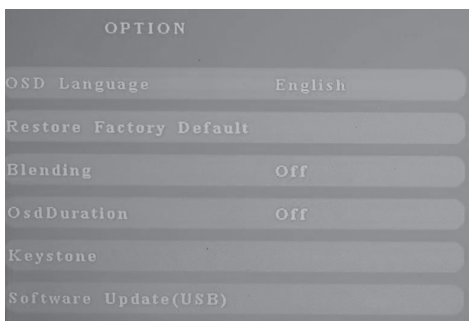 OPTION
OSD Language English
Restore Factory Default
Blending Off
OsdDuration Off
Keystone
Software Update(USB)